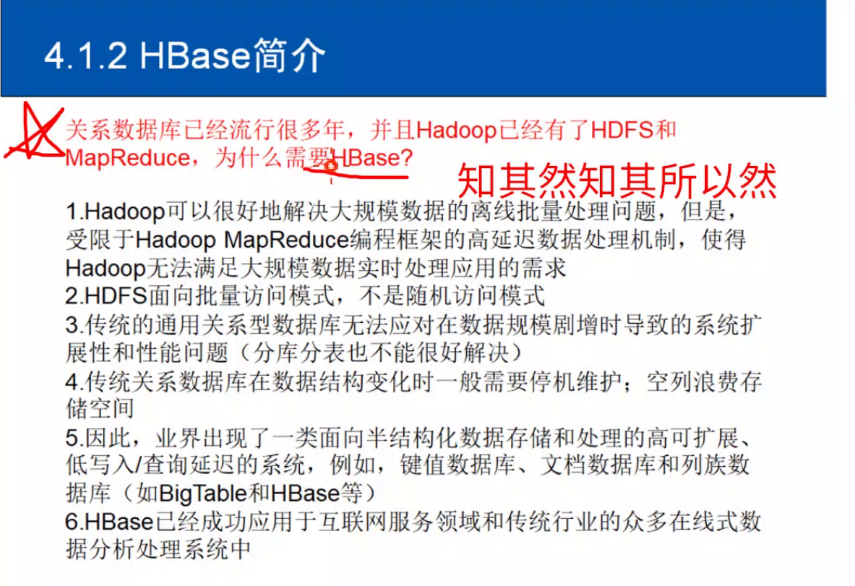 4.1.2 HBase简介
关系数据库已经流行很多年，并且Hadoop已经有了HDFS和
MapReduce，为什么需要HBase?
知其然知其所以然
1.Hadoop可以很好地解决大规模数据的离线批量处理问题，但是，
受限于Hadoop MapReduce编程框架的高延迟数据处理机制，使得
Hadoop无法满足大规模数据实时处理应用的需求
2.HDFS面向批量访问模式，不是随机访问模式
3.传统的通用关系型数据库无法应对在数据规模剧增时导致的系统扩
展性和性能问题（分库分表也不能很好解决）
4.传统关系数据库在数据结构变化时一般需要停机维护；空列浪费存
储空间
5.因此，业界出现了一类面向半结构化数据存储和处理的高可扩展、
低写入/查询延迟的系统，例如，键值数据库、文档数据库和列族数
据库（如BigTable和HBase等）
6.HBase已经成功应用于互联网服务领域和传统行业的众多在线式数
据分析处理系统中